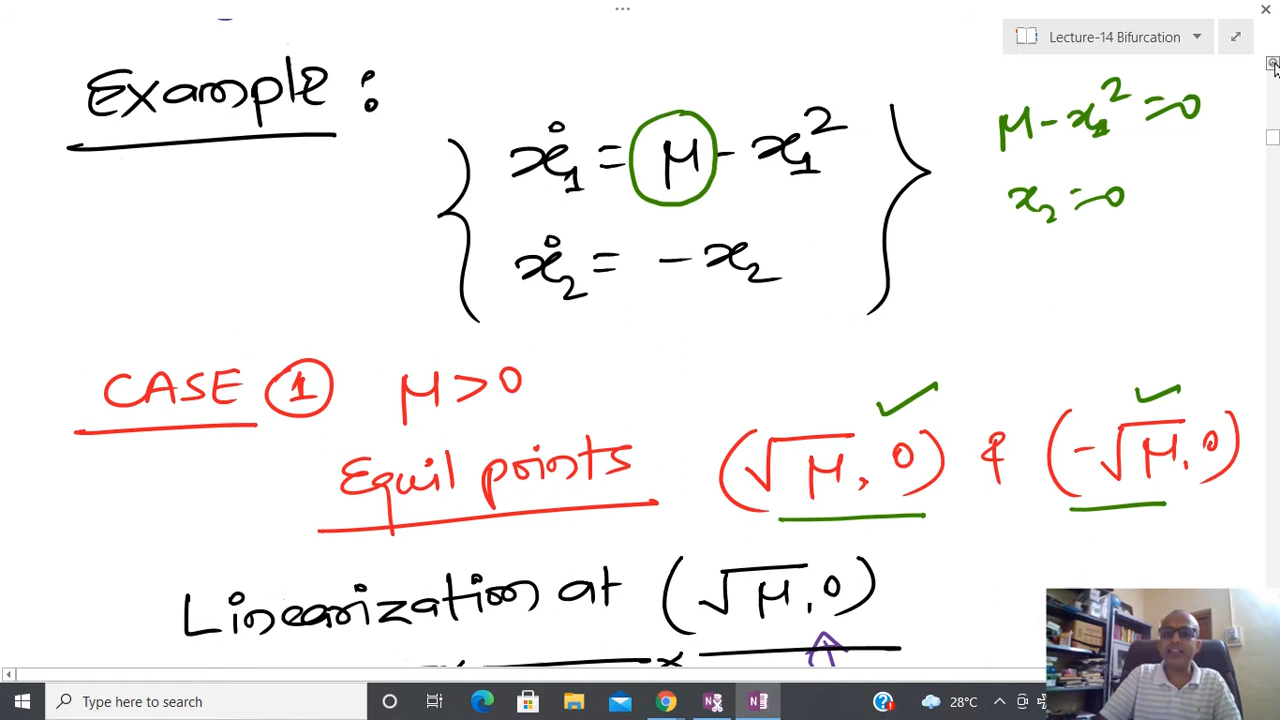 Lecture-14 Bifurcation
Example :
ẋ₁ = μ - x₁²
ẋ₂ = - x₂
μ - x₁² = 0
x₂ = 0
CASE 1 μ > 0
Equil points (√μ, 0) & (-√μ, 0)
Linearization at (√μ, 0)
Type here to search
28°C